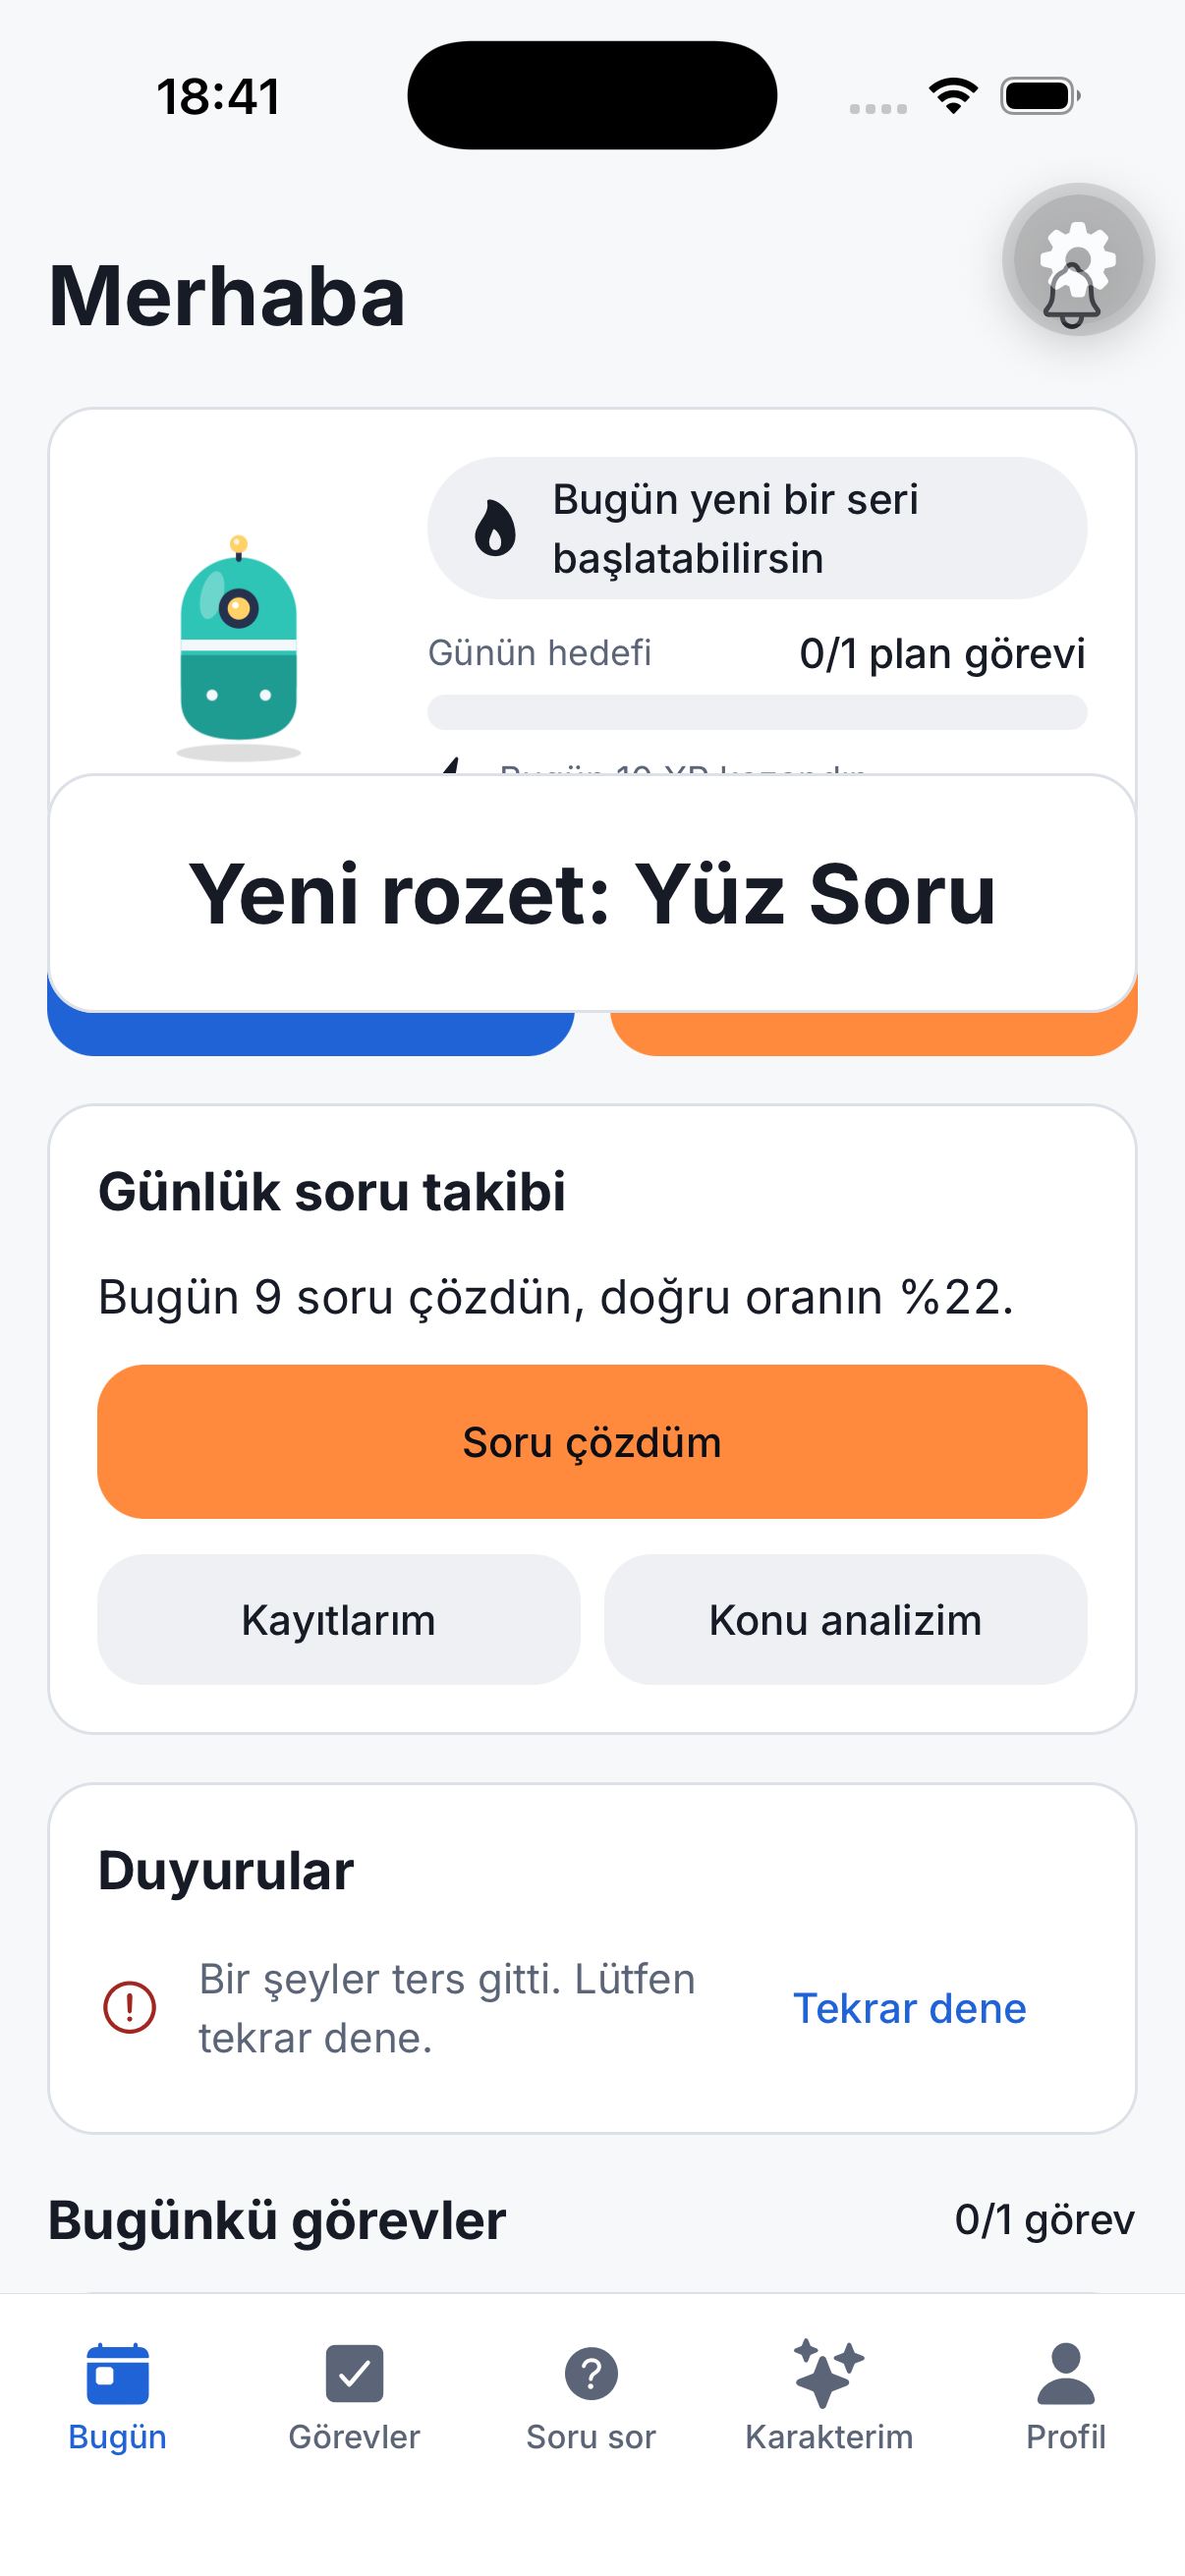 18:41
Merhaba
Bugün yeni bir seri
başlatabilirsin
Günün hedefi 0/1 plan görevi
Yeni rozet: Yüz Soru
Günlük soru takibi
Bugün 9 soru çözdün, doğru oranın %22.
Soru çözdüm
Kayıtlarım Konu analizim
Duyurular
Bir şeyler ters gitti. Lütfen
tekrar dene.
Tekrar dene
Bugünkü görevler 0/1 görev
Bugün Görevler Soru sor Karakterim Profil